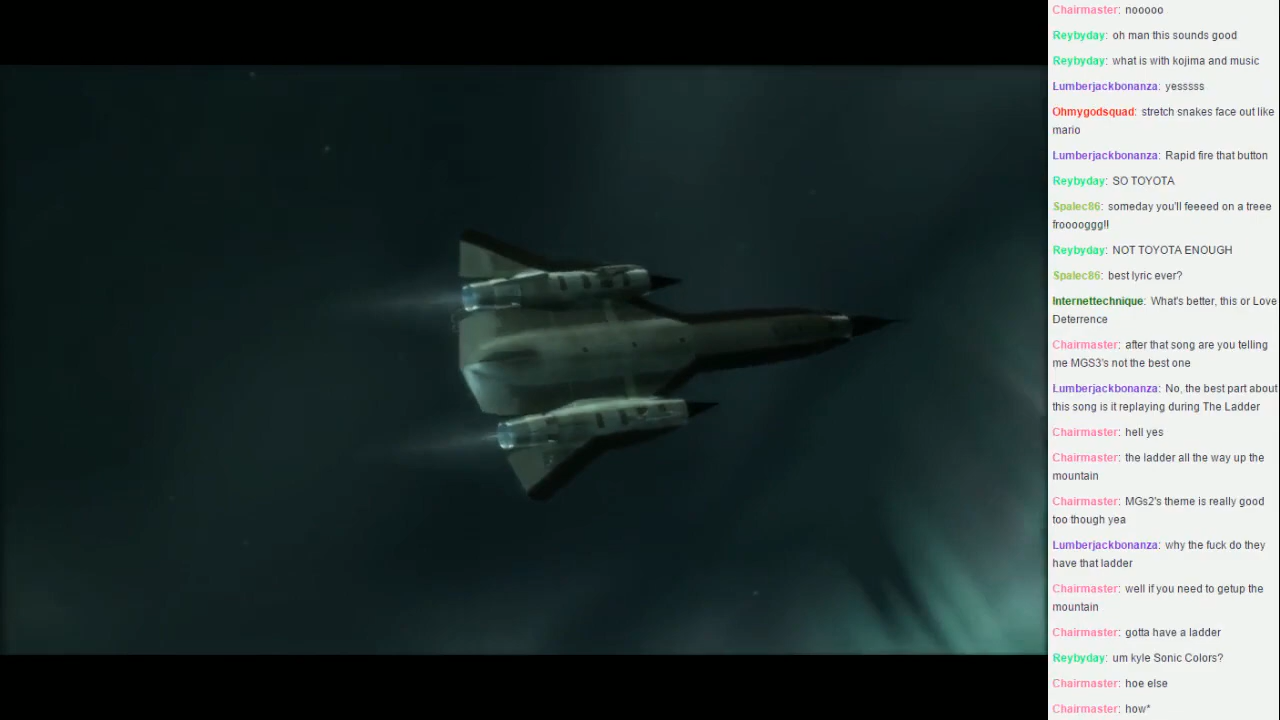 Chairmaster: nooooo
Reybyday: oh man this sounds good
Reybyday: what is with kojima and music
Lumberjackbonanza: yesssss
Ohmygodsquad: stretch snakes face out like
mario
Lumberjackbonanza: Rapid fire that button
Reybyday: SO TOYOTA
Spalec86: someday you'll feeeed on a treee
frooooggg!!
Reybyday: NOT TOYOTA ENOUGH
Spalec86: best lyric ever?
Internettechnique: What's better, this or Love
Deterrence
Chairmaster: after that song are you telling
me MGS3's not the best one
Lumberjackbonanza: No, the best part about
this song is it replaying during The Ladder
Chairmaster: hell yes
Chairmaster: the ladder all the way up the
mountain
Chairmaster: MGs2's theme is really good
too though yea
Lumberjackbonanza: why the fuck do they
have that ladder
Chairmaster: well if you need to getup the
mountain
Chairmaster: gotta have a ladder
Reybyday: um kyle Sonic Colors?
Chairmaster: hoe else
Chairmaster: how*